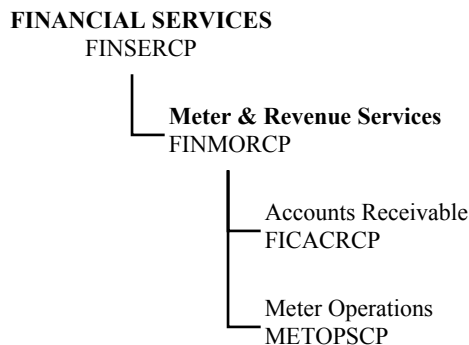 FINANCIAL SERVICES
FINSERCP
Meter & Revenue Services
FINMORCP
Accounts Receivable
FICACRCP
Meter Operations
METOPSCP